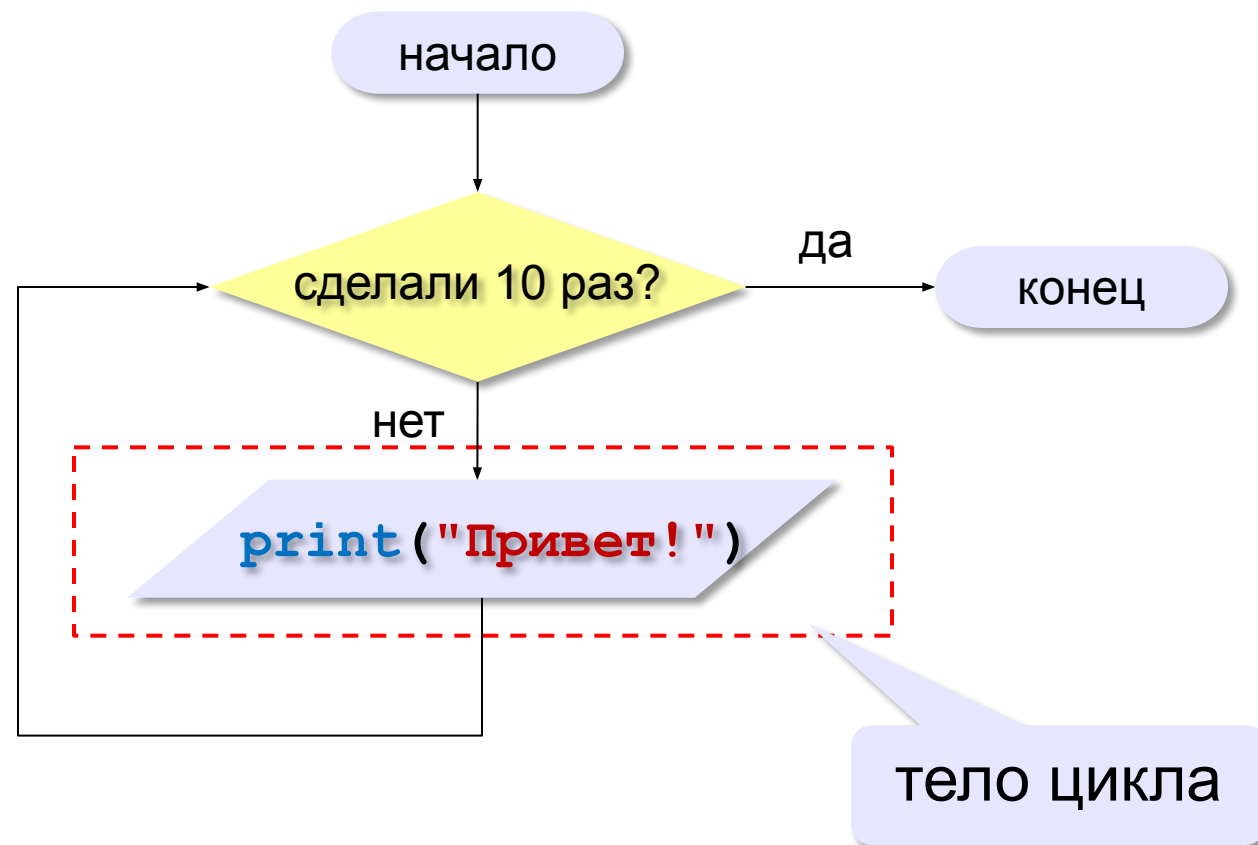 начало
да
сделали 10 раз?
конец
нет
print("Привет!")
тело цикла